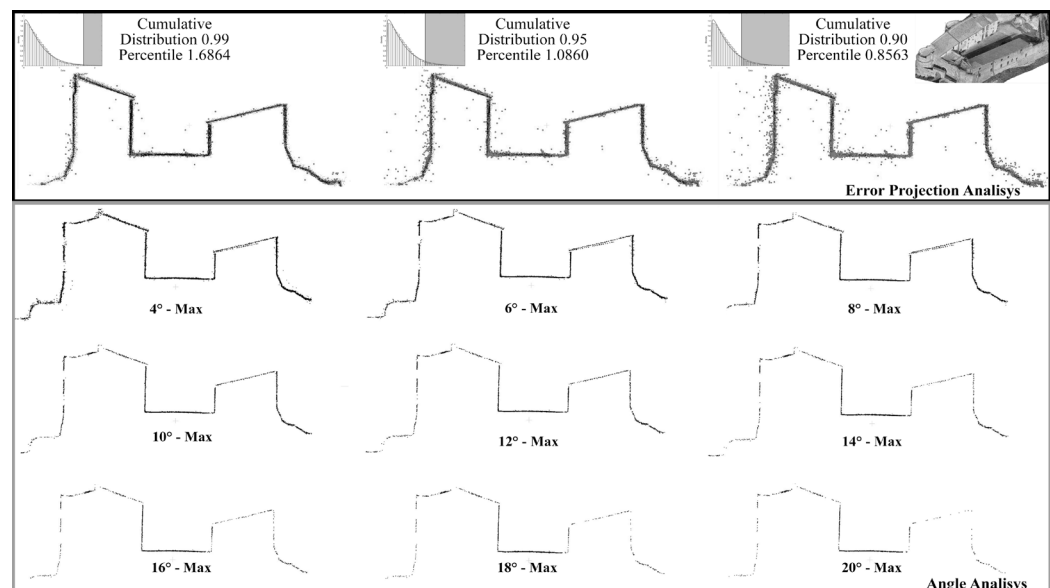 Cumulative
Distribution 0.99
Percentile 1.6864
Cumulative
Distribution 0.95
Percentile 1.0860
Cumulative
Distribution 0.90
Percentile 0.8563
Error Projection Analisys
4° - Max
6° - Max
8° - Max
10° - Max
12° - Max
14° - Max
16° - Max
18° - Max
20° - Max
Angle Analisys